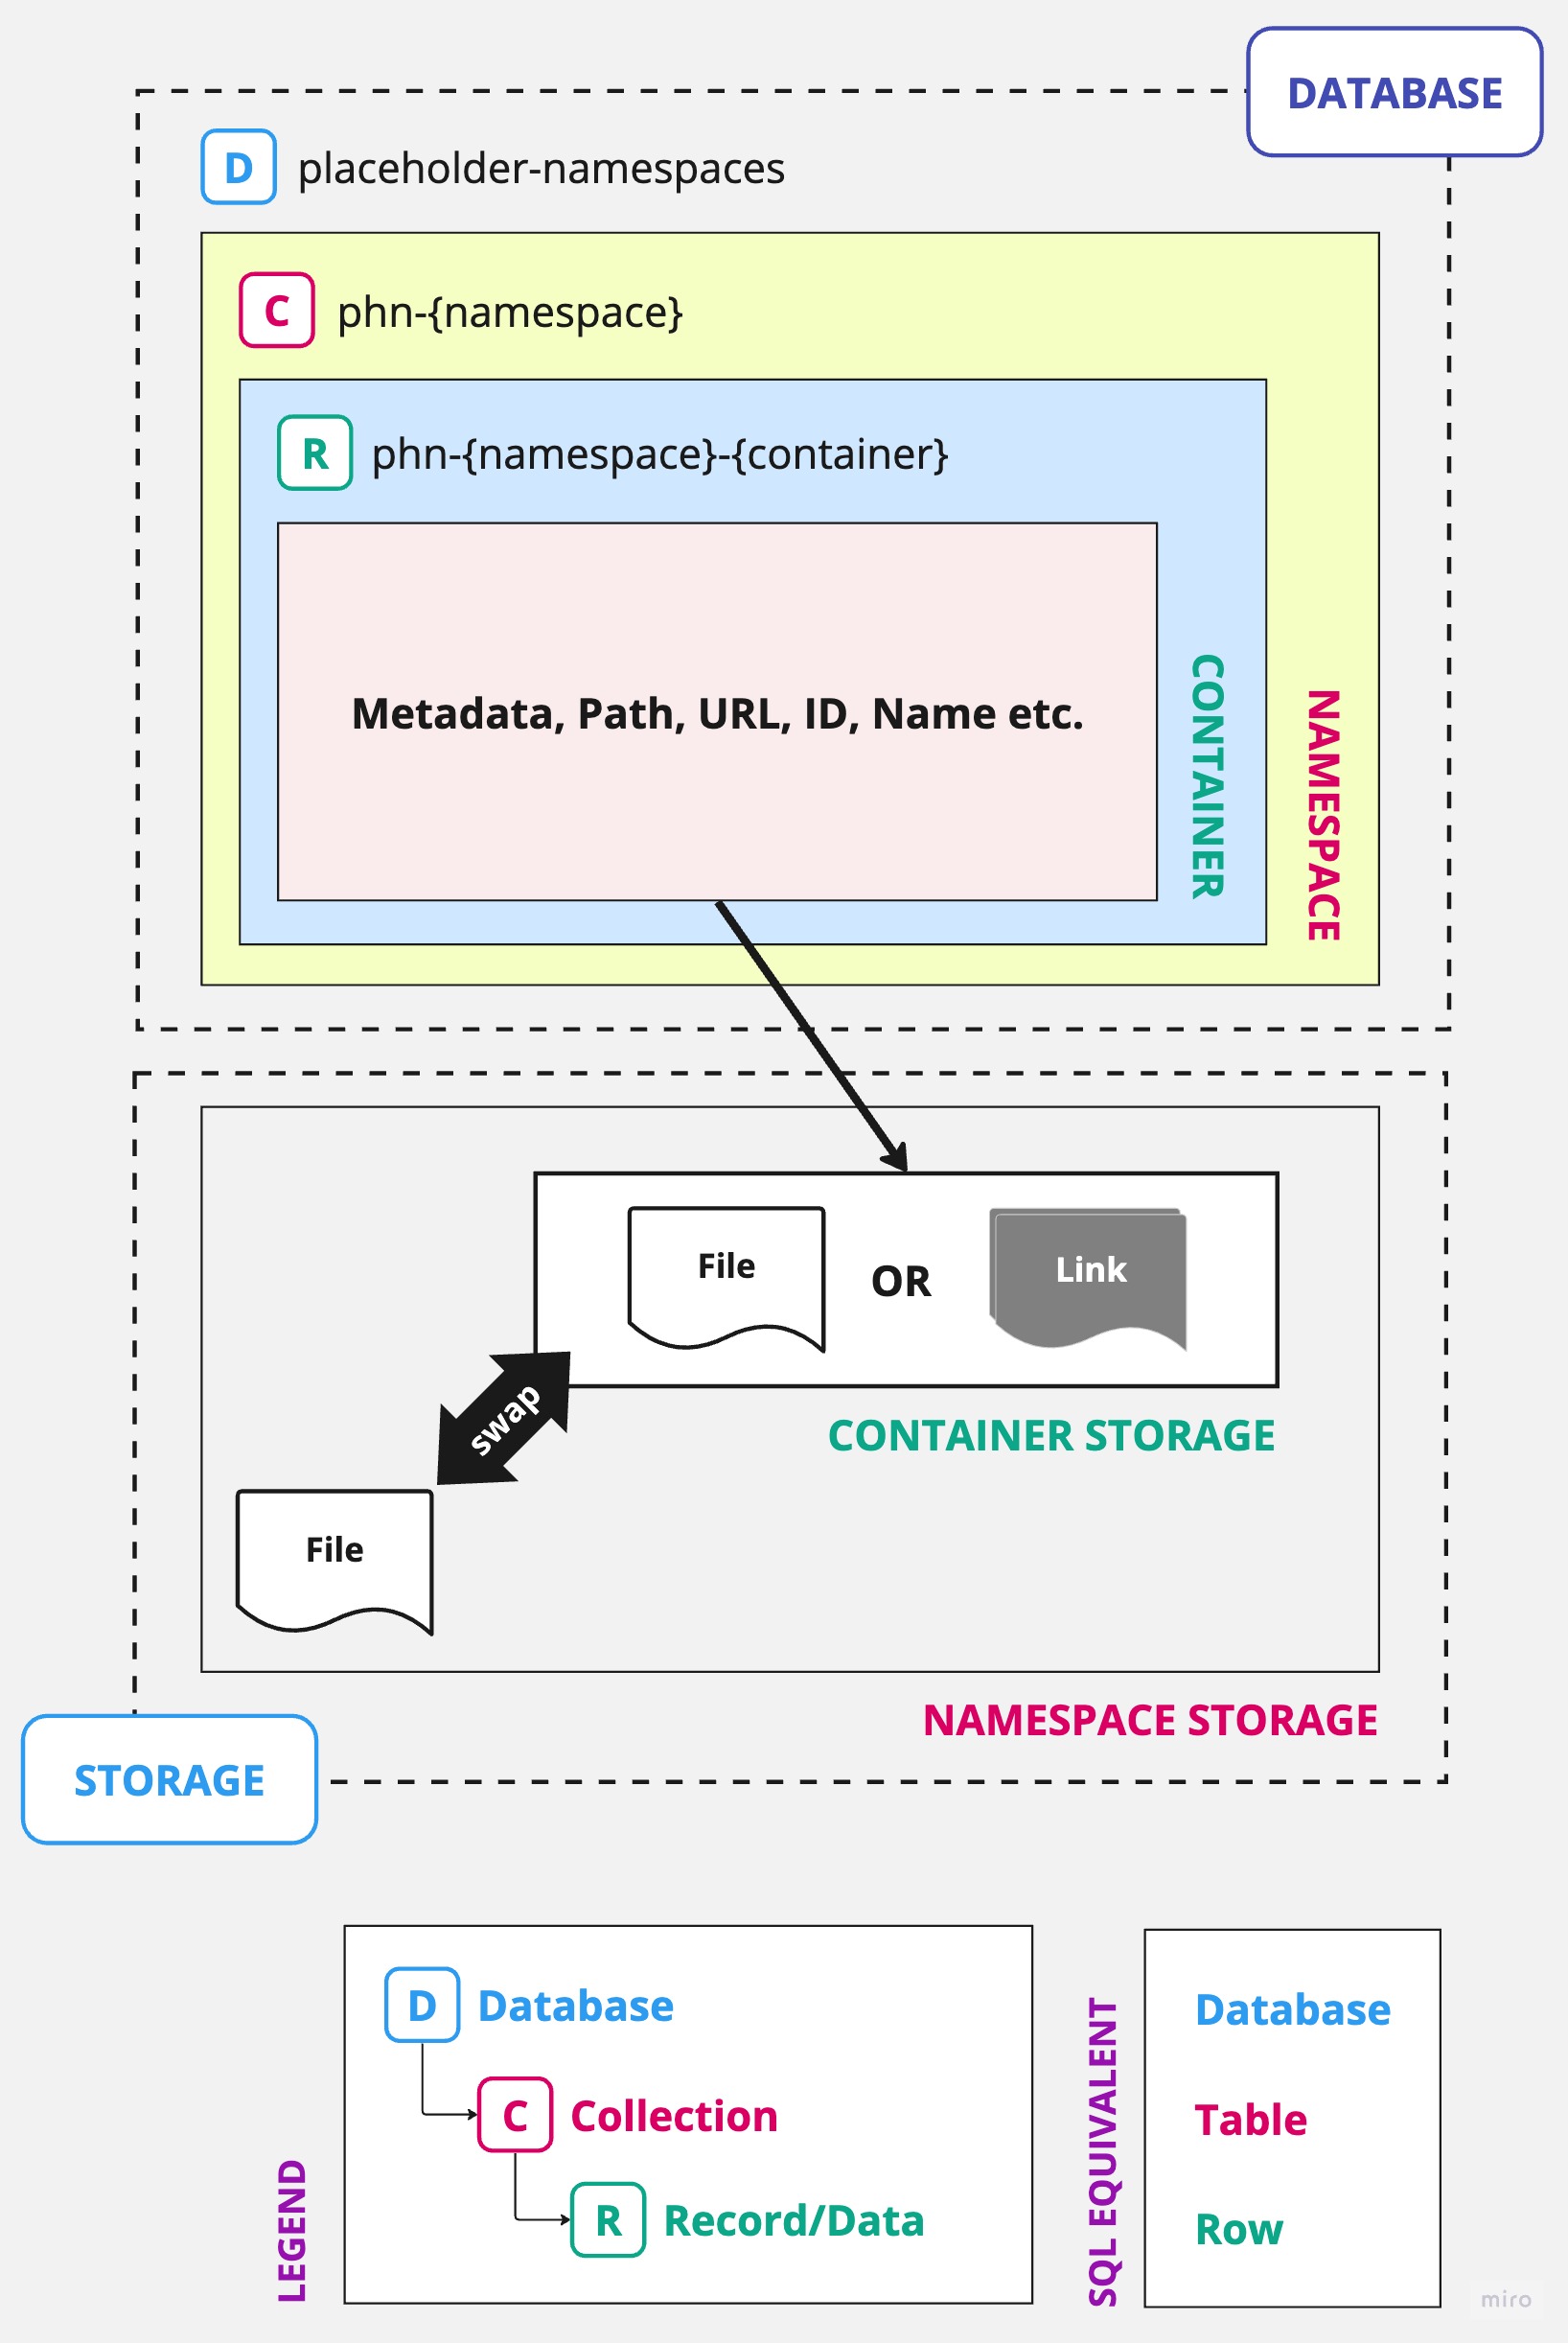 DATABASE
D placeholder-namespaces
C phn-{namespace}
R phn-{namespace}-{container}
Metadata, Path, URL, ID, Name etc.
CONTAINER
NAMESPACE
File
OR
Link
swap
CONTAINER STORAGE
File
NAMESPACE STORAGE
STORAGE
LEGEND
D Database
C Collection
R Record/Data
SQL EQUIVALENT
Database
Table
Row
miro